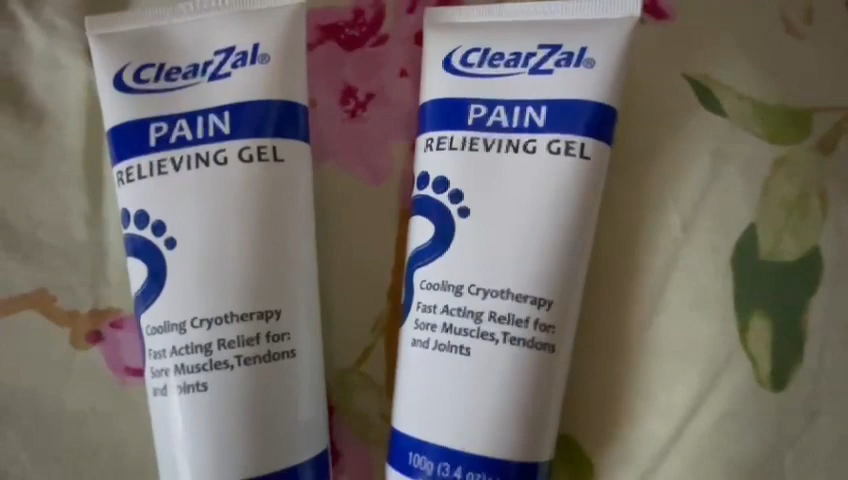 ClearZal®
PAIN
RELIEVING GEL
Cooling Cryotherapy
Fast Acting Relief for:
Sore Muscles, Tendons
and Joints
ClearZal®
PAIN
RELIEVING GEL
Cooling Cryotherapy
Fast Acting Relief for:
Sore Muscles, Tendons
and Joints
100g (3.4 oz)